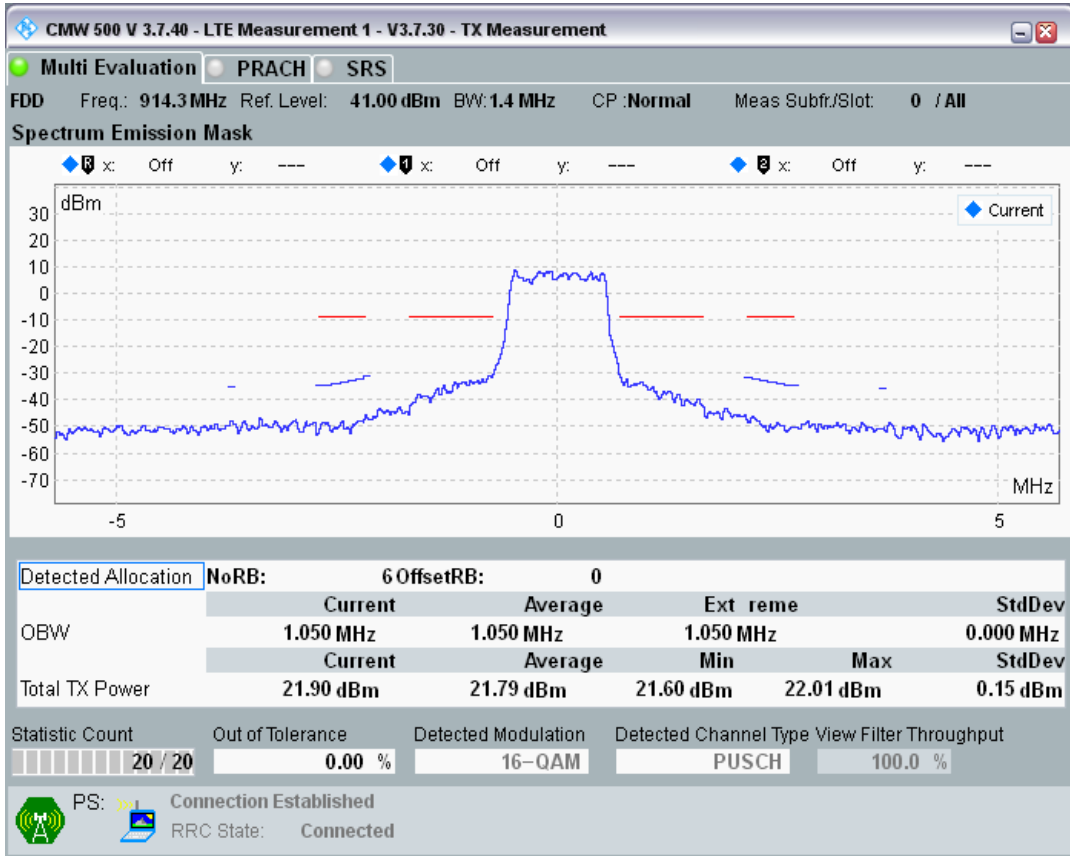 CMW 500 V 3.7.40 - LTE Measurement 1 - V3.7.30 - TX Measurement
Multi Evaluation PRACH SRS
FDD Freq.: 914.3 MHz Ref. Level: 41.00 dBm BW: 1.4 MHz CP :Normal Meas Subfr./Slot: 0 / All
Spectrum Emission Mask
R x: Off y: --- 1 x: Off y: --- 2 x: Off y: ---
dBm
Current
30
20
10
0
-10
-20
-30
-40
-50
-60
-70
MHz
-5 0 5
Detected Allocation NoRB: 6 OffsetRB: 0
Current Average Ext reme StdDev
OBW 1.050 MHz 1.050 MHz 1.050 MHz 0.000 MHz
Current Average Min Max StdDev
Total TX Power 21.90 dBm 21.79 dBm 21.60 dBm 22.01 dBm 0.15 dBm
Statistic Count Out of Tolerance Detected Modulation Detected Channel Type View Filter Throughput
20 / 20 0.00 % 16-QAM PUSCH 100.0 %
PS: Connection Established
RRC State: Connected